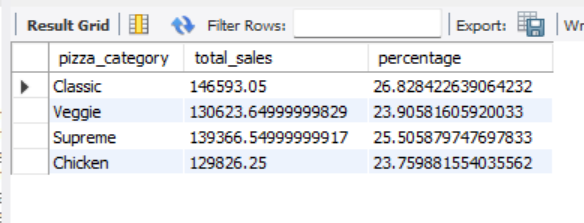 Result Grid Filter Rows: Export:
pizza_category total_sales percentage
Classic 146593.05 26.828422639064232
Veggie 130623.64999999829 23.90581605920033
Supreme 139366.54999999917 25.505879747697833
Chicken 129826.25 23.759881554035562